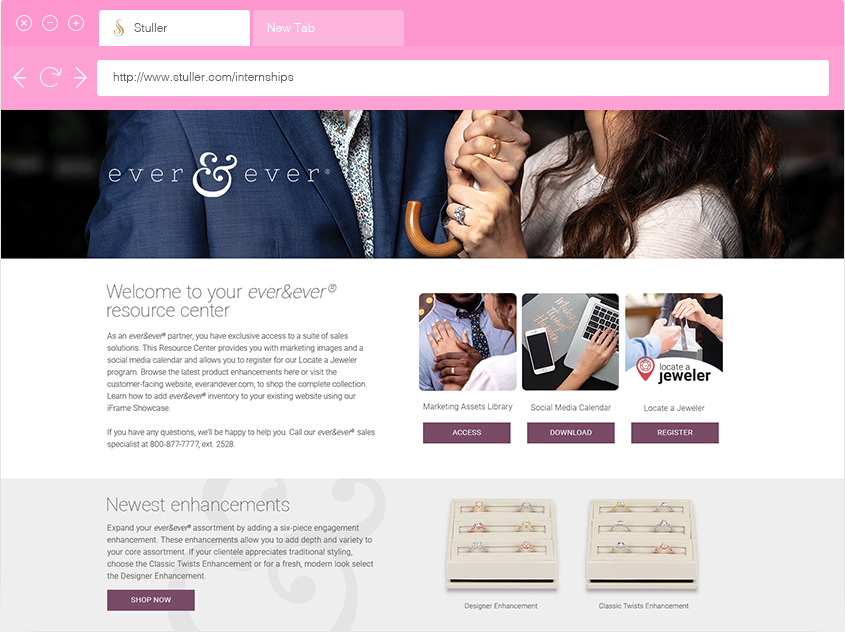 Stuller
New Tab
http://www.stuller.com/internships
ever & ever®
Welcome to your ever&ever®
resource center
As an ever&ever® partner, you have exclusive access to a suite of sales
solutions. This Resource Center provides you with marketing images and a
social media calendar and allows you to register for our Locate a Jeweler
program. Browse the latest product enhancements here or visit the
customer-facing website, everandever.com, to shop the complete collection.
Learn how to add ever&ever® inventory to your existing website using our
iFrame Showcase.
If you have any questions, we'll be happy to help you. Call our ever&ever® sales
specialist at 800-877-7777, ext. 2528.
Making
Things
Happen
locate a
jeweler
Marketing Assets Library
Social Media Calendar
Locate a Jeweler
ACCESS
DOWNLOAD
REGISTER
Newest enhancements
Expand your ever&ever® assortment by adding a six-piece engagement
enhancement. These enhancements allow you to add depth and variety to
your core assortment. If your clientele appreciates traditional styling,
choose the Classic Twists Enhancement or for a fresh, modern look select
the Designer Enhancement.
SHOP NOW
Designer Enhancement
Classic Twists Enhancement